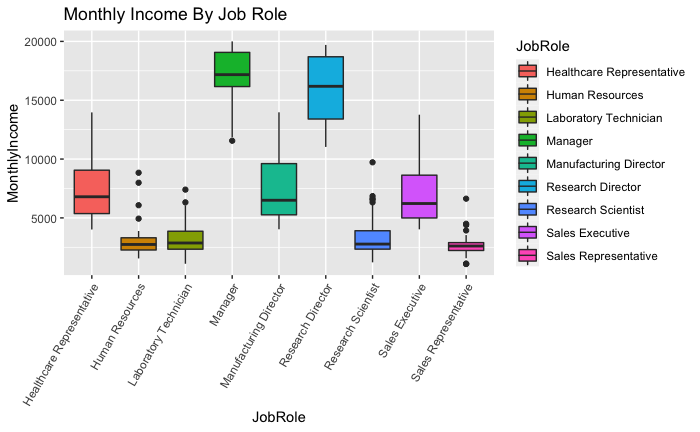 Monthly Income By Job Role
MonthlyIncome
20000
15000
10000
5000
Healthcare Representative
Human Resources
Laboratory Technician
Manager
Manufacturing Director
Research Director
Research Scientist
Sales Executive
Sales Representative
JobRole
JobRole
Healthcare Representative
Human Resources
Laboratory Technician
Manager
Manufacturing Director
Research Director
Research Scientist
Sales Executive
Sales Representative